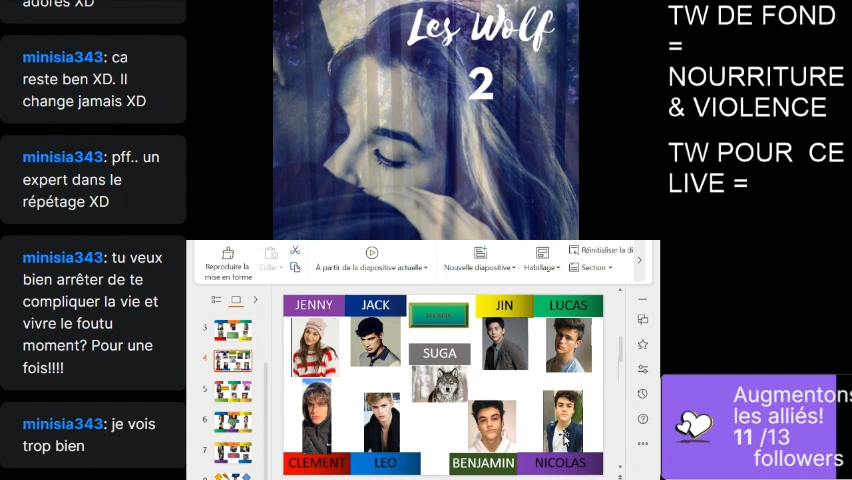 adores XD
minisia343: ca
reste ben XD. Il
change jamais XD
minisia343: pff.. un
expert dans le
répétage XD
minisia343: tu veux
bien arrêter de te
compliquer la vie et
vivre le foutu
moment? Pour une
fois!!!!
minisia343: je vois
trop bien
Les Wolf
2
TW DE FOND
=
NOURRITURE
& VIOLENCE
TW POUR CE
LIVE =
Reproduire la
mise en forme
Coller
À partir de la diapositive actuelle
Nouvelle diapositive
Habillage
Réinitialiser la di
Section
3
4
5
6
7
8
JENNY
JACK
JIN
LUCAS
SUGA
CLEMENT
LEO
BENJAMIN
NICOLAS
Augmentons
les alliés!
11 /13
followers